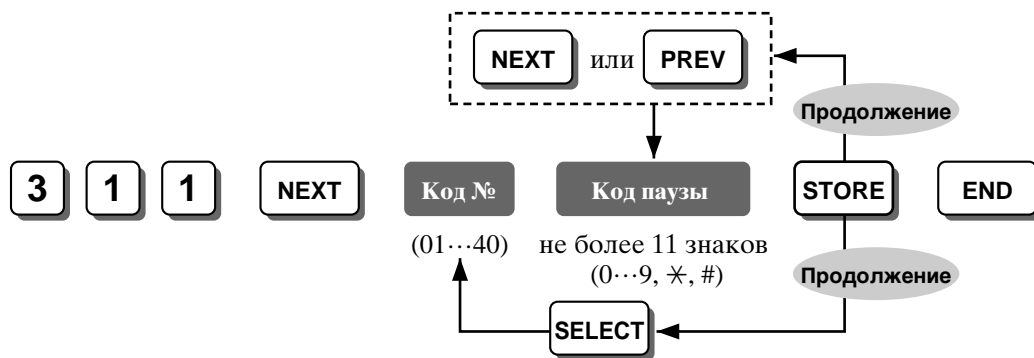 NEXT или PREV
Продолжение
3 1 1 NEXT Код № Код паузы STORE END
(01···40) не более 11 знаков
(0···9, ✳, #)
Продолжение
SELECT